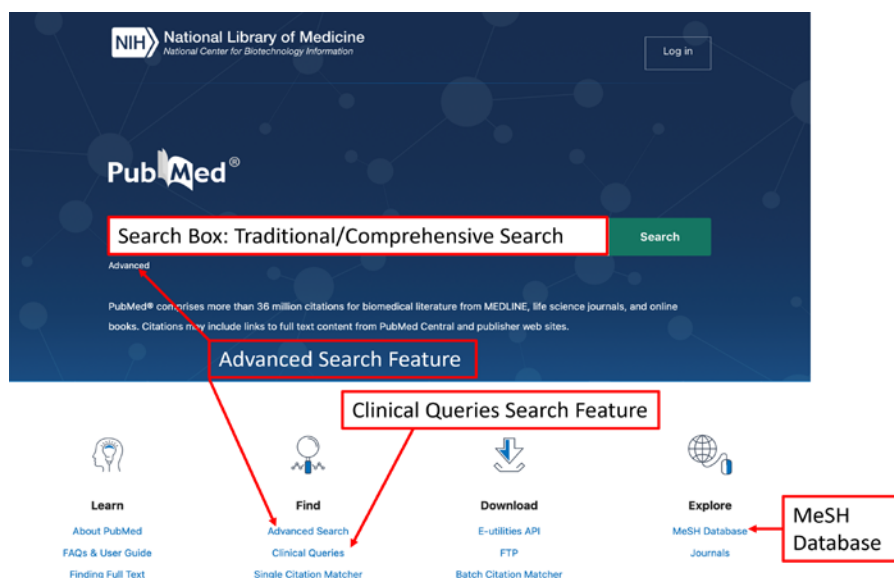 NIH National Library of Medicine
National Center for Biotechnology Information
Log in
PubMed®
Search Box: Traditional/Comprehensive Search
Search
Advanced
PubMed® comprises more than 36 million citations for biomedical literature from MEDLINE, life science journals, and online
books. Citations may include links to full text content from PubMed Central and publisher web sites.
Advanced Search Feature
Clinical Queries Search Feature
Learn
Find
Download
Explore
About PubMed
Advanced Search
E-utilities API
MeSH Database
MeSH
Database
FAQs & User Guide
Clinical Queries
FTP
Journals
Finding Full Text
Single Citation Matcher
Batch Citation Matcher